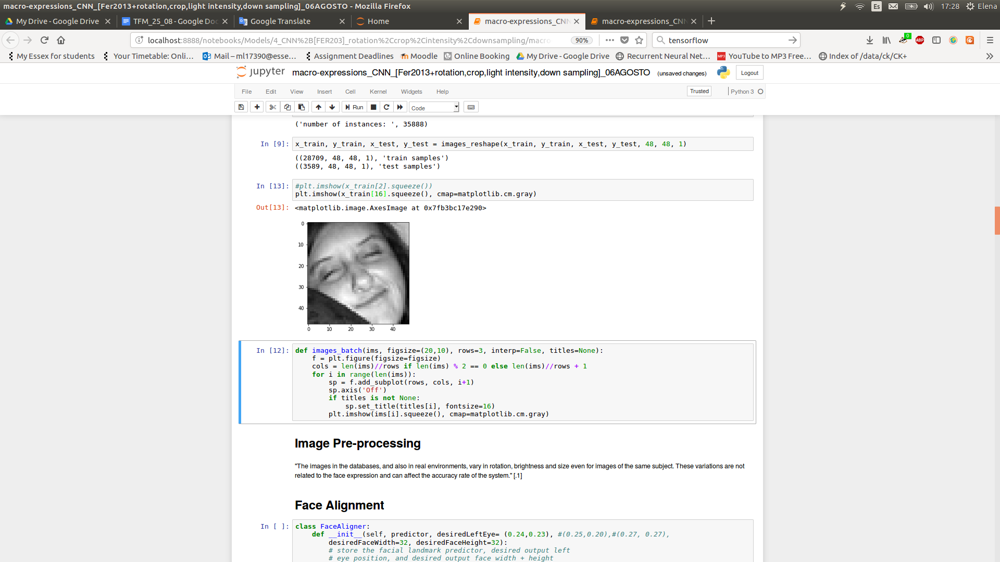 macro-expressions_CNN_[Fer2013+rotation,crop,light intensity,down sampling]_06AGOSTO - Mozilla Firefox
Es
17:28
Elena
My Drive - Google Drive
TFM_25_08 - Google Doc
Google Translate
Home
macro-expressions_CNN
macro-expressions_CNN
localhost:8888/notebooks/Models/4_CNN%2B[FER203]_rotation%2Ccrop%2Cintensity%2Cdownsampling/macro
90%
tensorflow
0
ABP
My Essex for students
Your Timetable: Onli...
Mail – ml17390@esse...
Assignment Deadlines
Moodle
Online Booking
My Drive - Google Drive
Recurrent Neural Net...
MP3
YouTube to MP3 Free...
Index of /data/ck/CK+
jupyter
macro-expressions_CNN_[Fer2013+rotation,crop,light intensity,down sampling]_06AGOSTO
(unsaved changes)
Logout
File
Edit
View
Insert
Cell
Kernel
Widgets
Help
Trusted
Python 3
Run
Code
('number of instances: ', 35888)
In [9]: x_train, y_train, x_test, y_test = images_reshape(x_train, y_train, x_test, y_test, 48, 48, 1)
((28709, 48, 48, 1), 'train samples')
((3589, 48, 48, 1), 'test samples')
In [13]: #plt.imshow(x_train[2].squeeze())
plt.imshow(x_train[16].squeeze(), cmap=matplotlib.cm.gray)
Out[13]: <matplotlib.image.AxesImage at 0x7fb3bc17e290>
0
10
20
30
40
0 10 20 30 40
In [12]: def images_batch(ims, figsize=(20,10), rows=3, interp=False, titles=None):
f = plt.figure(figsize=figsize)
cols = len(ims)//rows if len(ims) % 2 == 0 else len(ims)//rows + 1
for i in range(len(ims)):
sp = f.add_subplot(rows, cols, i+1)
sp.axis('Off')
if titles is not None:
sp.set_title(titles[i], fontsize=16)
plt.imshow(ims[i].squeeze(), cmap=matplotlib.cm.gray)
Image Pre-processing
"The images in the databases, and also in real environments, vary in rotation, brightness and size even for images of the same subject. These variations are not
related to the face expression and can affect the accuracy rate of the system." [.1]
Face Alignment
In [ ]: class FaceAligner:
def __init__(self, predictor, desiredLeftEye= (0.24,0.23), #(0.25,0.20),#(0.27, 0.27),
desiredFaceWidth=32, desiredFaceHeight=32):
# store the facial landmark predictor, desired output left
# eye position, and desired output face width + height